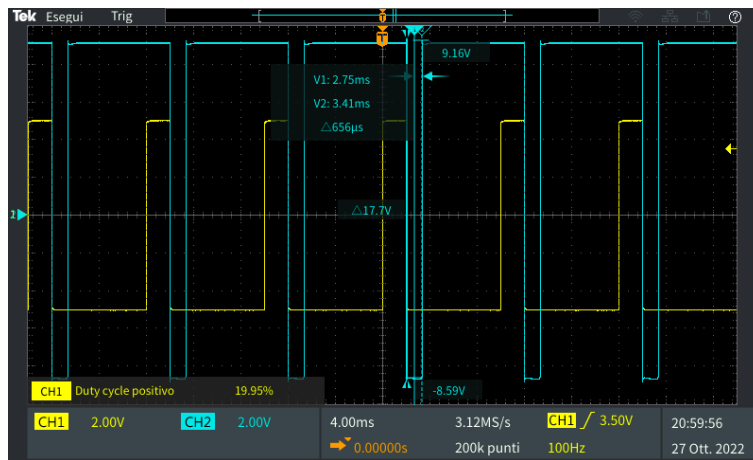 Tek Esegui Trig
T
T
9.16V
V1: 2.75ms
V2: 3.41ms
△656µs
△17.7V
-8.59V
CH1 Duty cycle positivo 19.95%
CH1 2.00V CH2 2.00V 4.00ms 3.12MS/s CH1 3.50V 20:59:56
0.00000s 200k punti 100Hz 27 Ott. 2022